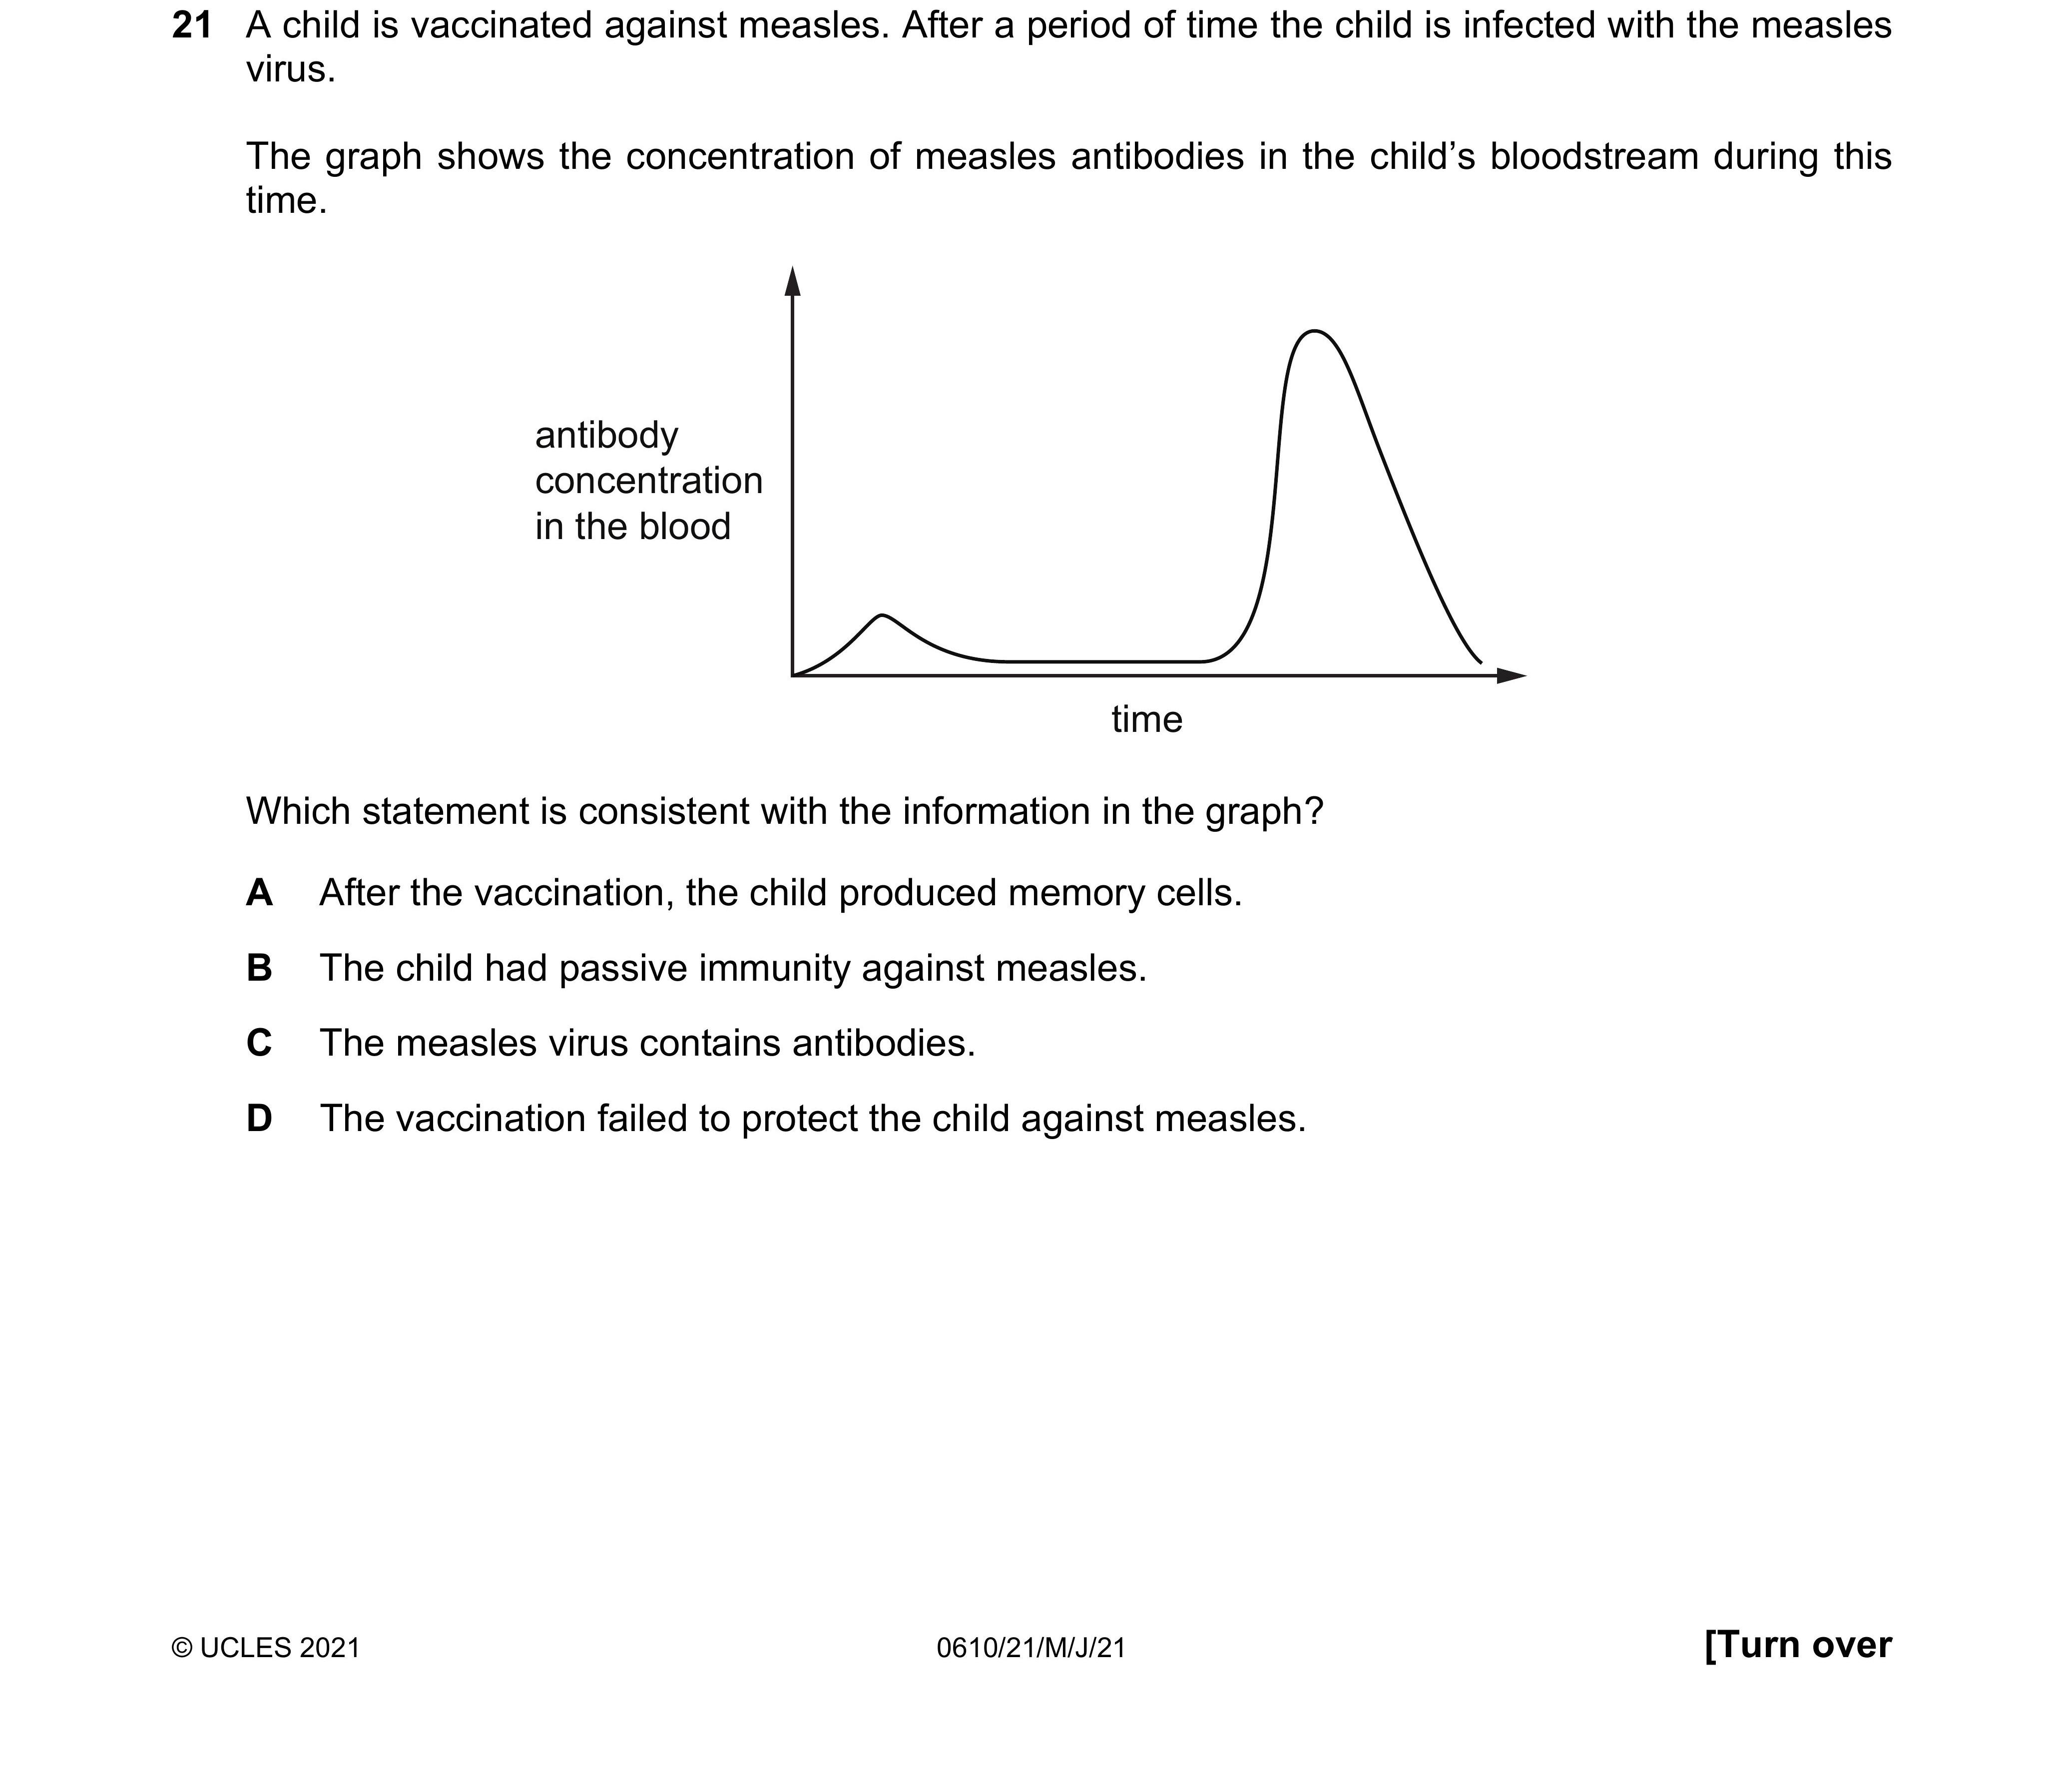 21 A child is vaccinated against measles. After a period of time the child is infected with the measles
virus.
The graph shows the concentration of measles antibodies in the child’s bloodstream during this
time.
antibody
concentration
in the blood
time
Which statement is consistent with the information in the graph?
A After the vaccination, the child produced memory cells.
B The child had passive immunity against measles.
C The measles virus contains antibodies.
D The vaccination failed to protect the child against measles.
© UCLES 2021 0610/21/M/J/21 [Turn over